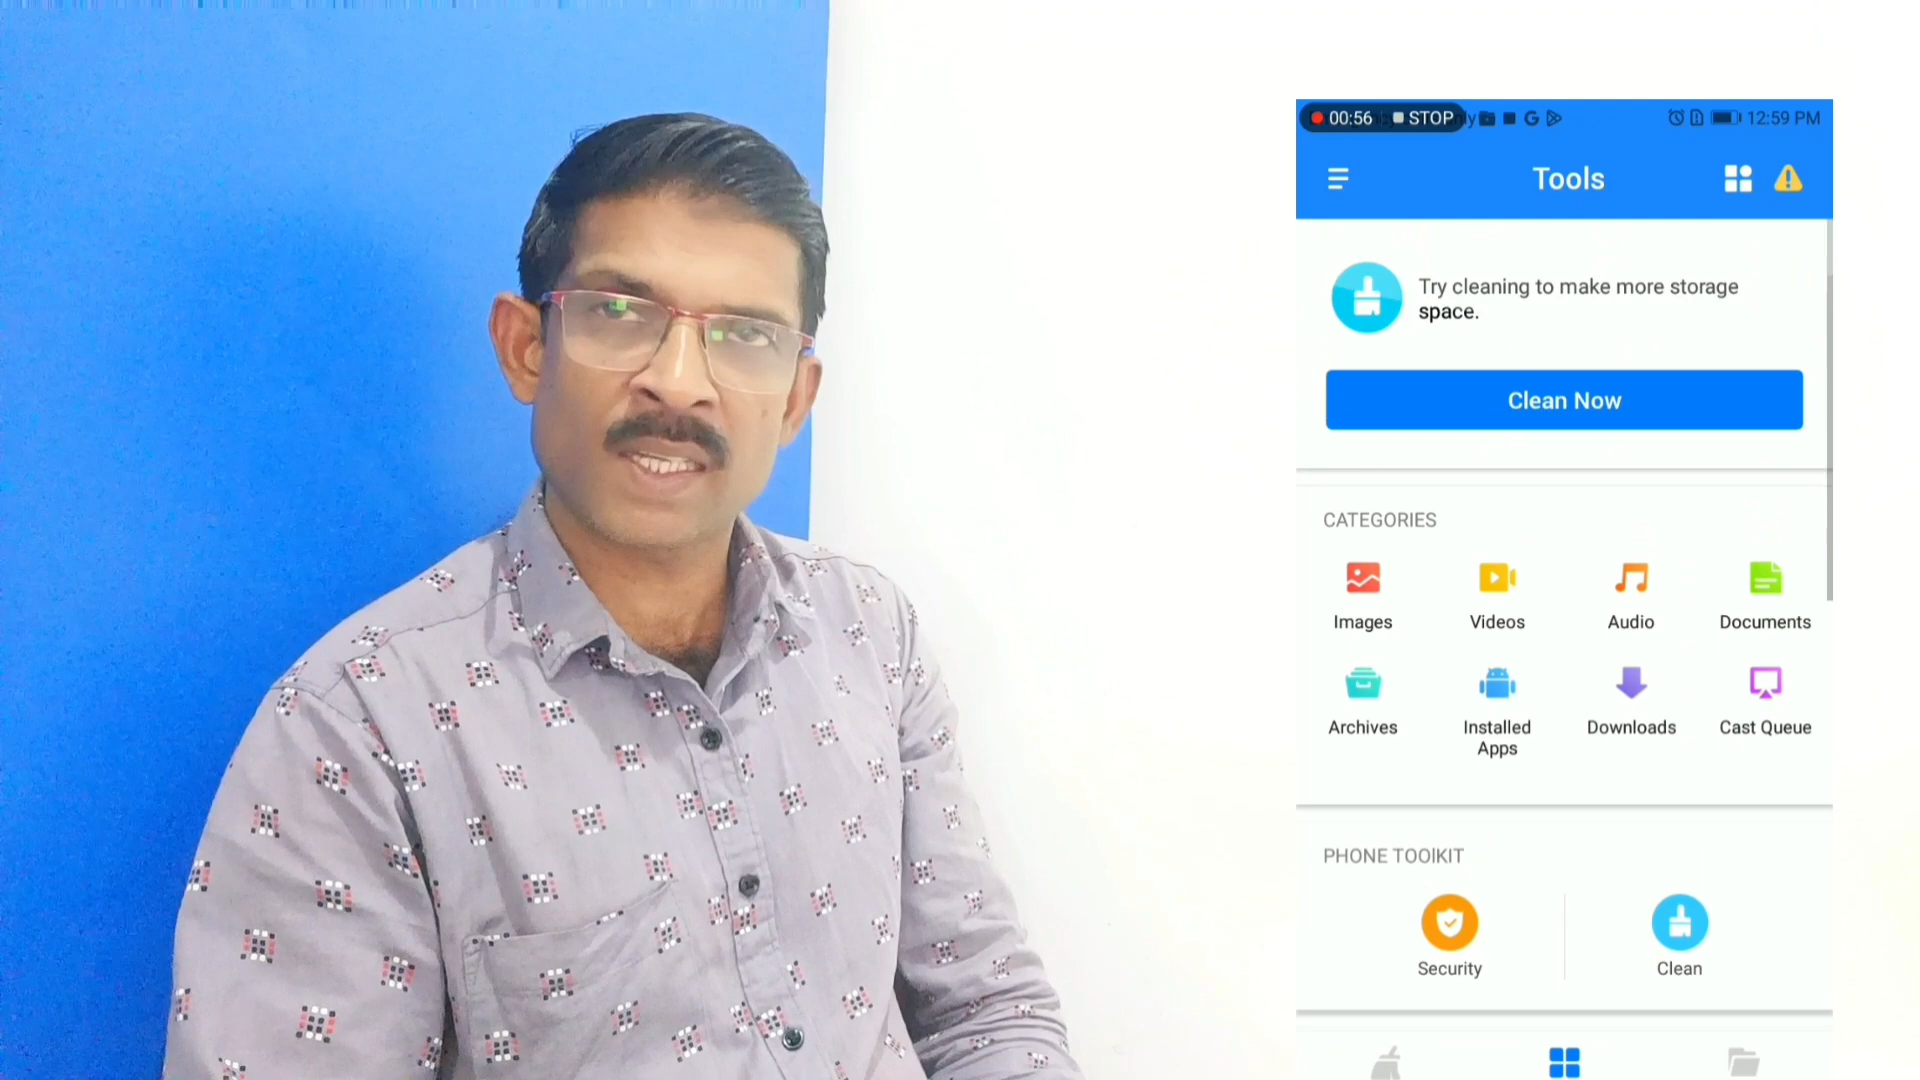 00:56 STOP
12:59 PM
Tools
Try cleaning to make more storage
space.
Clean Now
CATEGORIES
Images Videos Audio Documents
Archives Installed Apps Downloads Cast Queue
PHONE TOOlKIT
Security Clean